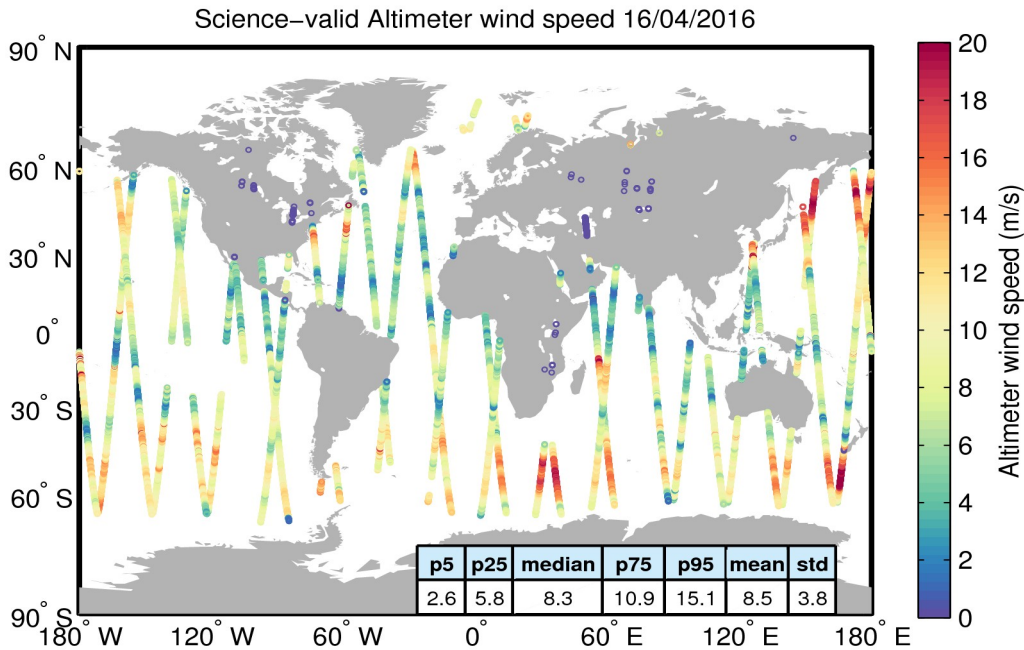 Science-valid Altimeter wind speed 16/04/2016
90° N
60° N
30° N
0°
30° S
60° S
90° S
180° W
120° W
60° W
0°
60° E
120° E
180° E
p5 p25 median p75 p95 mean std
2.6 5.8 8.3 10.9 15.1 8.5 3.8
20
18
16
14
12
10
8
6
4
2
0
Altimeter wind speed (m/s)